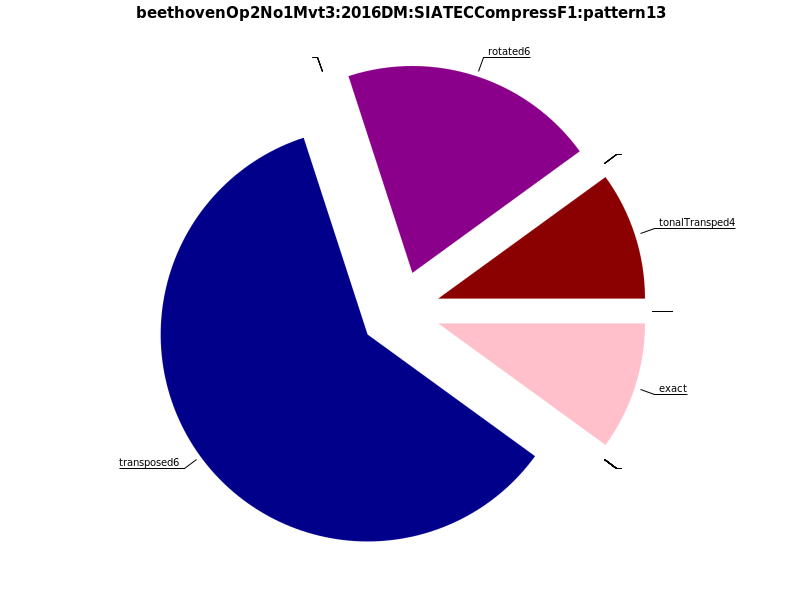 beethovenOp2No1Mvt3:2016DM:SIATECCompressF1:pattern13
rotated6
tonalTransped4
exact
transposed6